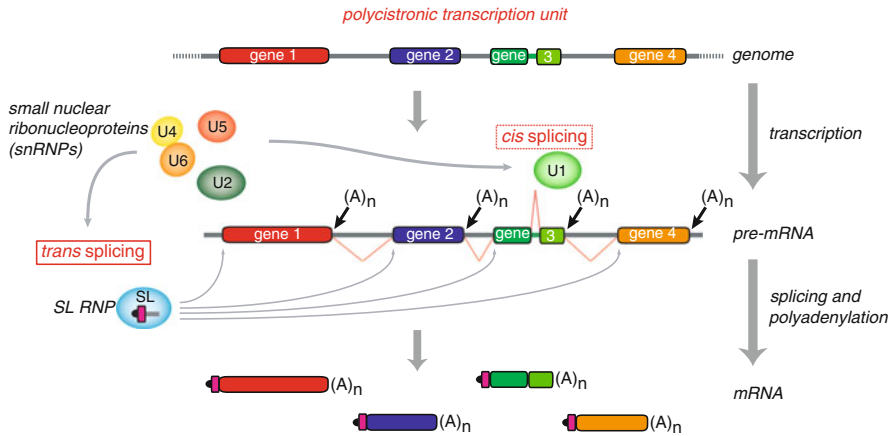 polycistronic transcription unit
gene 1 gene 2 gene 3 gene 4 genome
small nuclear
ribonucleoproteins
(snRNPs)
U4 U5
U6
U2
cis splicing
U1
transcription
(A)n (A)n (A)n (A)n
gene 1 gene 2 gene 3 gene 4 pre-mRNA
trans splicing
SL RNP SL
splicing and
polyadenylation
(A)n (A)n
mRNA
(A)n (A)n